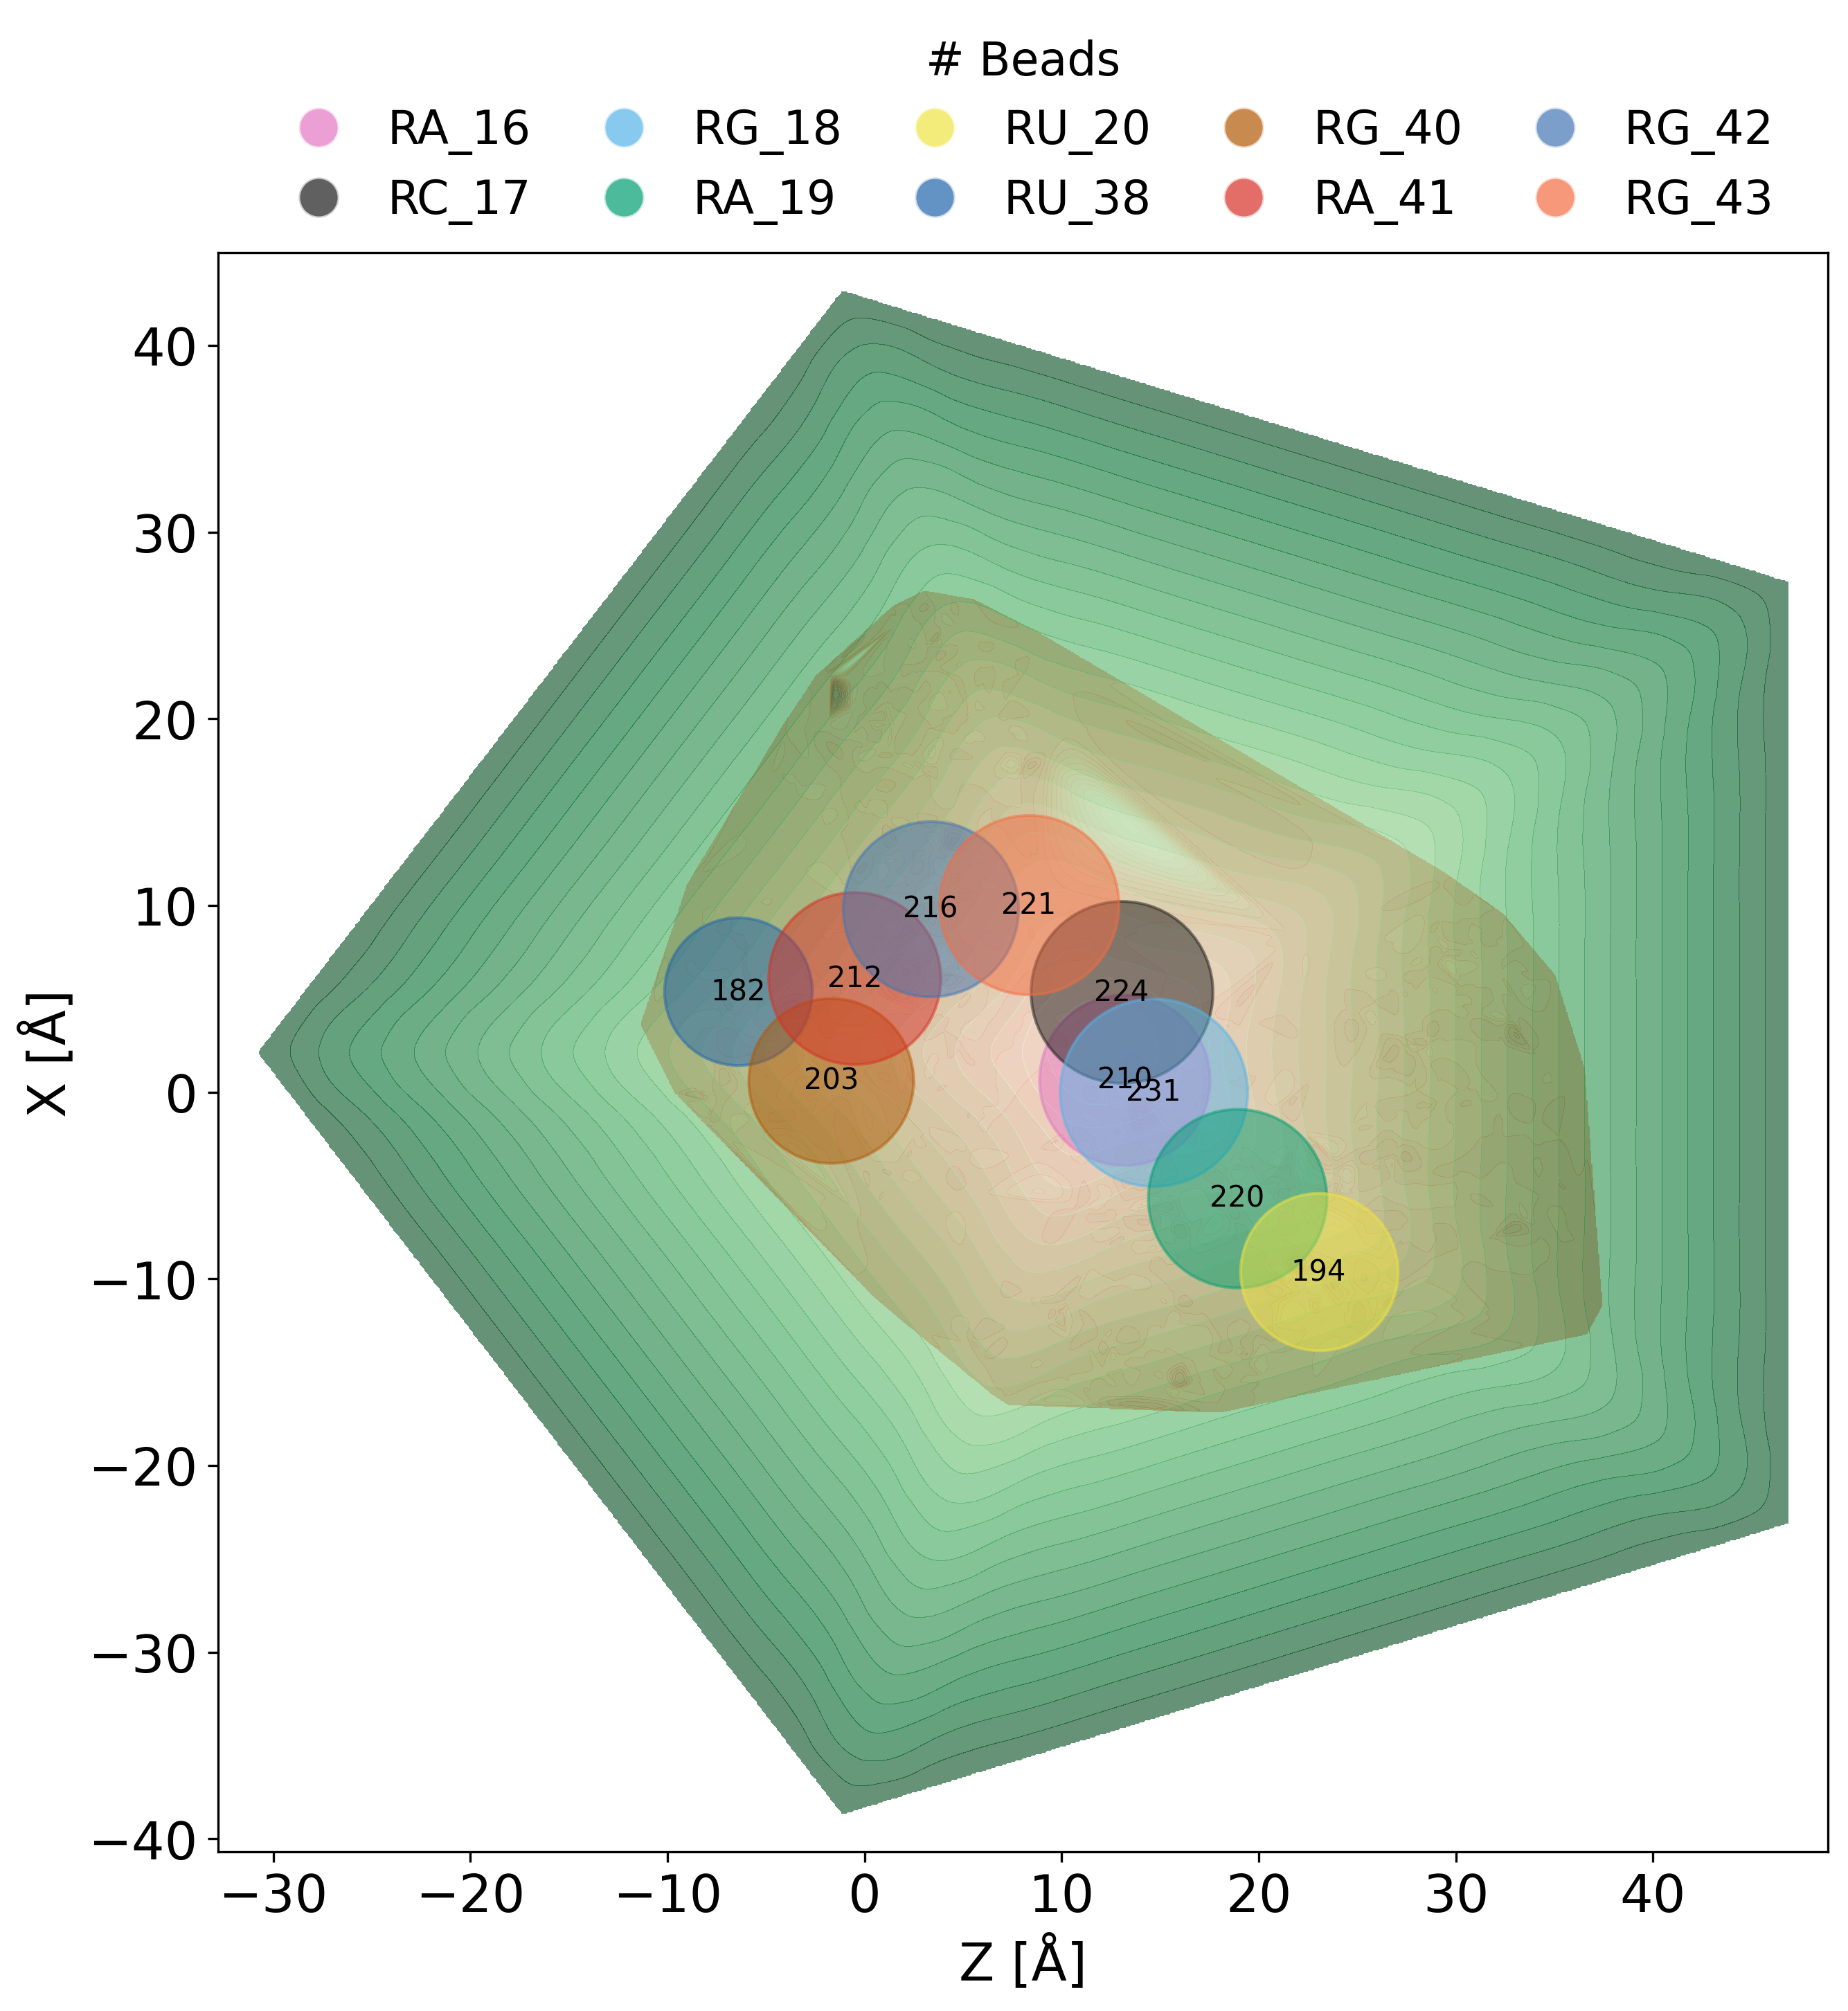 # Beads
RA_16 RG_18 RU_20 RG_40 RG_42
RC_17 RA_19 RU_38 RA_41 RG_43
40
30
20
10
0
−10
−20
−30
−40
X [Å]
216 221
182 212 224
203 210 231
220
194
−30 −20 −10 0 10 20 30 40
Z [Å]